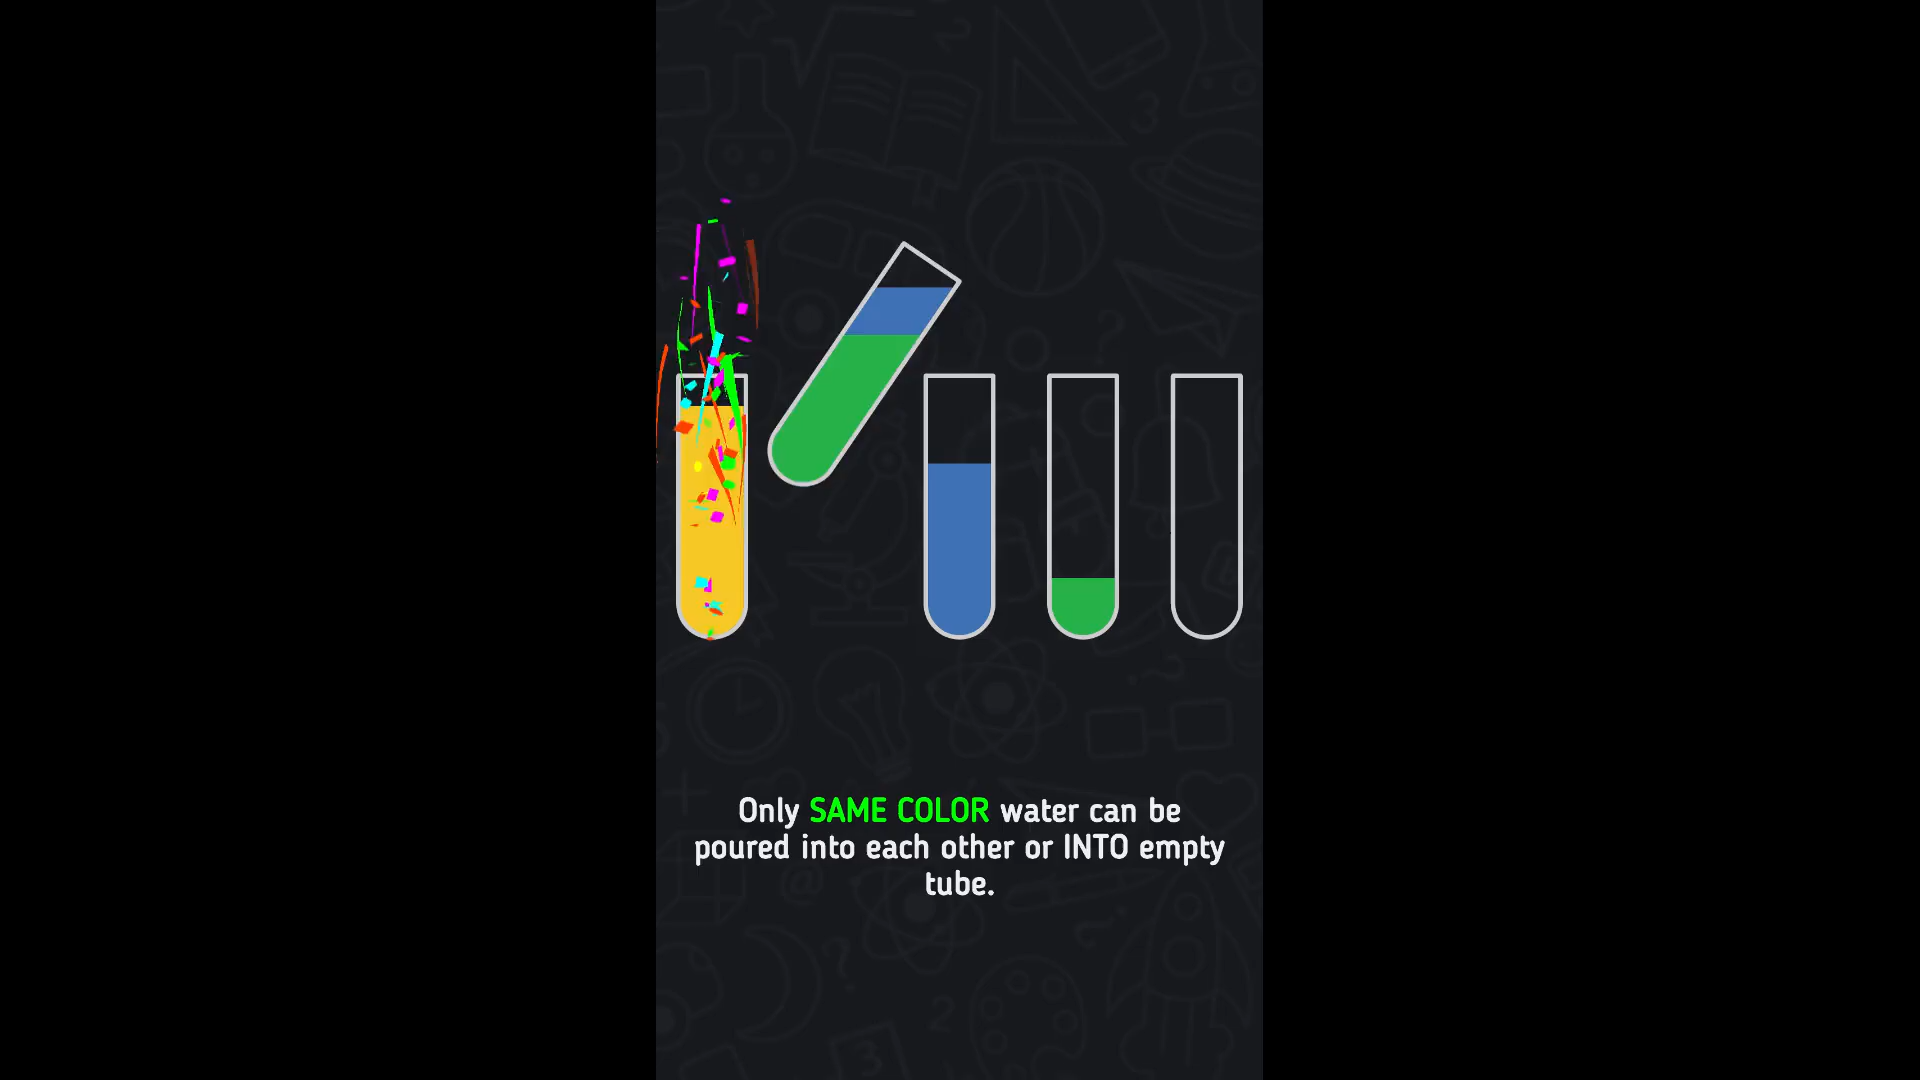 Only SAME COLOR water can be
poured into each other or INTO empty
tube.